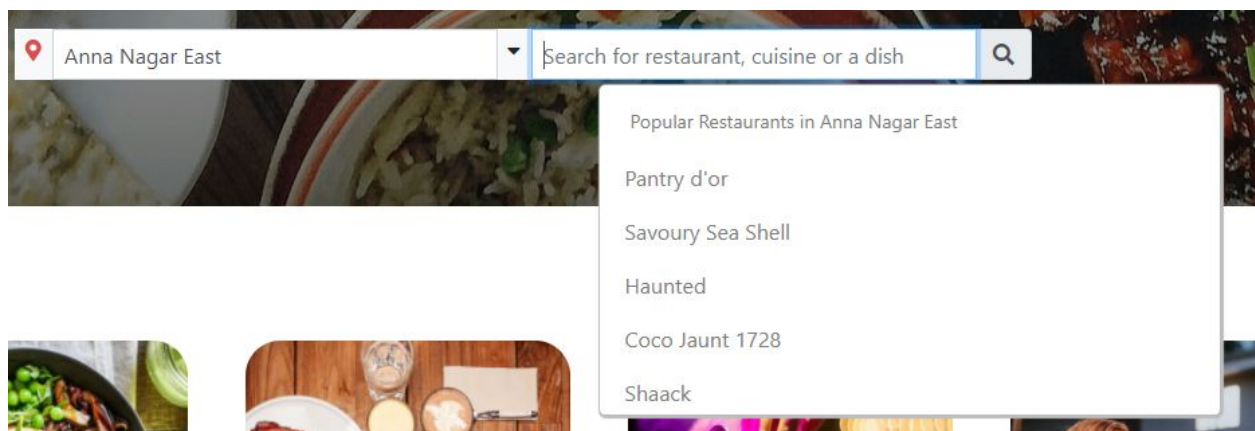 Anna Nagar East
Search for restaurant, cuisine or a dish
Popular Restaurants in Anna Nagar East
Pantry d'or
Savoury Sea Shell
Haunted
Coco Jaunt 1728
Shaack